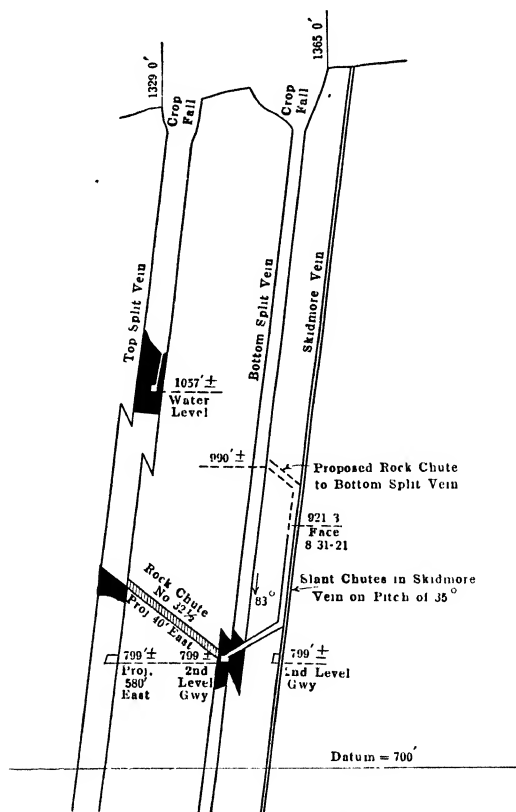 1329 0'
1365 0'
Crop
Fall
Crop
Fall
Top Split Vein
Bottom Split Vein
Skidmore Vein
1057' ±
Water
Level
990' ±
Proposed Rock Chute
to Bottom Split Vein
921 3
Face
8 31-21
Rock Chute
No 32½
Proj 40' East
83°
Slant Chutes in Skidmore
Vein on Pitch of 35°
799' ±
Proj.
580'
East
799 ±
2nd
Level
Gwy
799' ±
2nd Level
Gwy
Datum = 700'